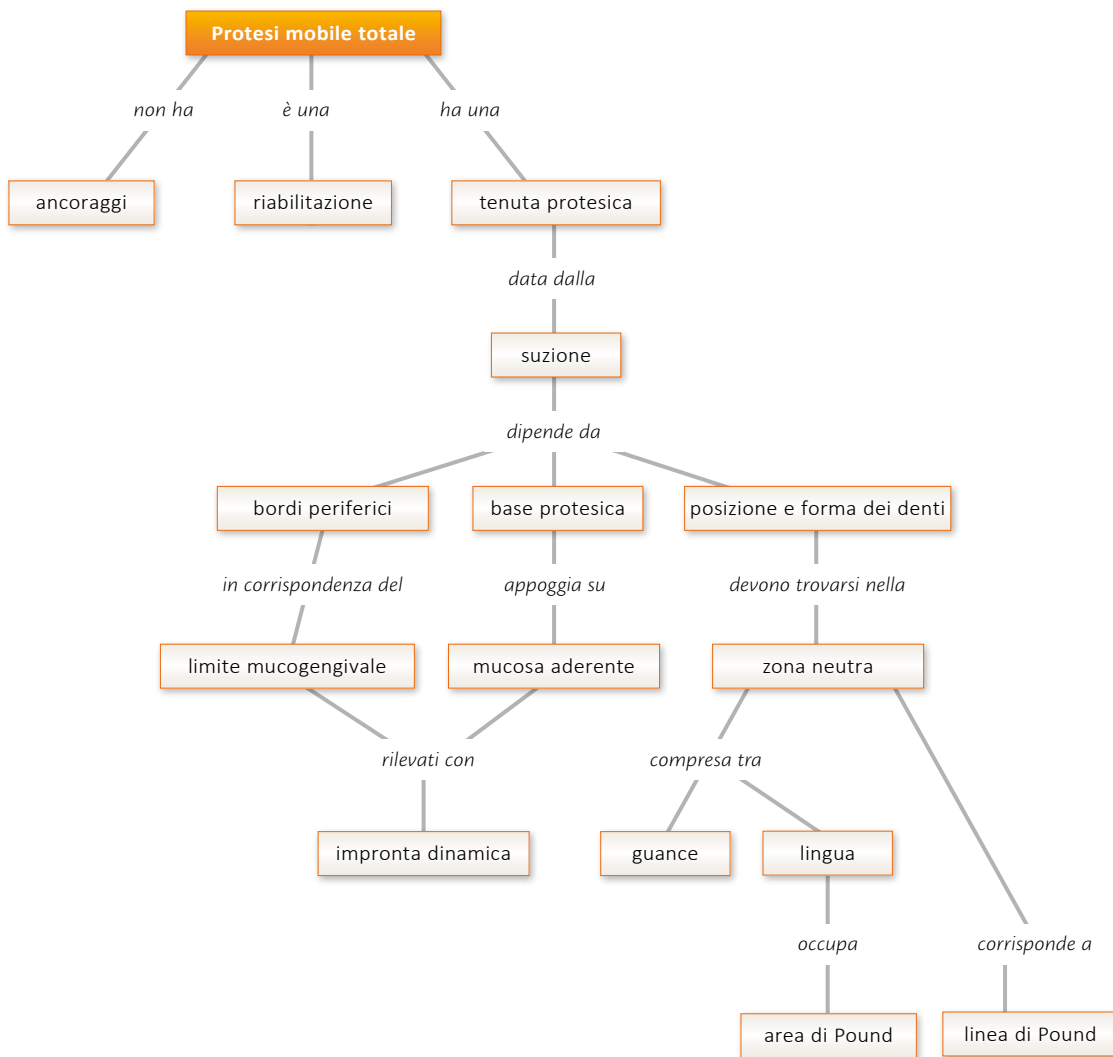 Protesi mobile totale
non ha
è una
ha una
ancoraggi
riabilitazione
tenuta protesica
data dalla
suzione
dipende da
bordi periferici
base protesica
posizione e forma dei denti
in corrispondenza del
appoggia su
devono trovarsi nella
limite mucogengivale
mucosa aderente
zona neutra
rilevati con
compresa tra
impronta dinamica
guance
lingua
occupa
corrisponde a
area di Pound
linea di Pound